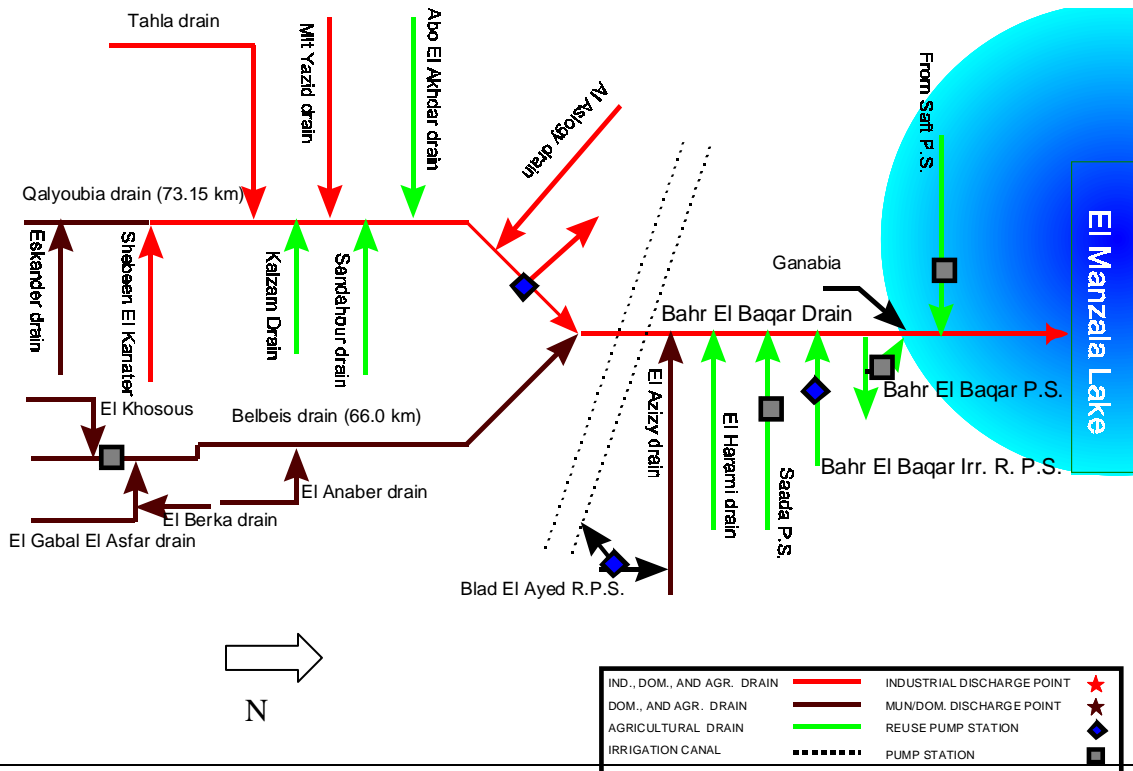 Tahla drain
Mit Yazid drain
Abo El Akhdar drain
Al Aslogy drain
From Saft P.S.
Qalyoubia drain (73.15 km)
Eskander drain
Shebeen El Kanater
Kalzam Drain
Sandahour drain
Ganabia
Bahr El Baqar Drain
El Manzala Lake
Bahr El Baqar P.S.
El Khosous
Belbeis drain (66.0 km)
El Azizy drain
El Harami drain
Saada P.S.
Bahr El Baqar Irr. R. P.S.
El Anaber drain
El Berka drain
El Gabal El Asfar drain
Blad El Ayed R.P.S.
N
IND., DOM., AND AGR. DRAIN
INDUSTRIAL DISCHARGE POINT
DOM., AND AGR. DRAIN
MUN/DOM. DISCHARGE POINT
AGRICULTURAL DRAIN
REUSE PUMP STATION
IRRIGATION CANAL
PUMP STATION